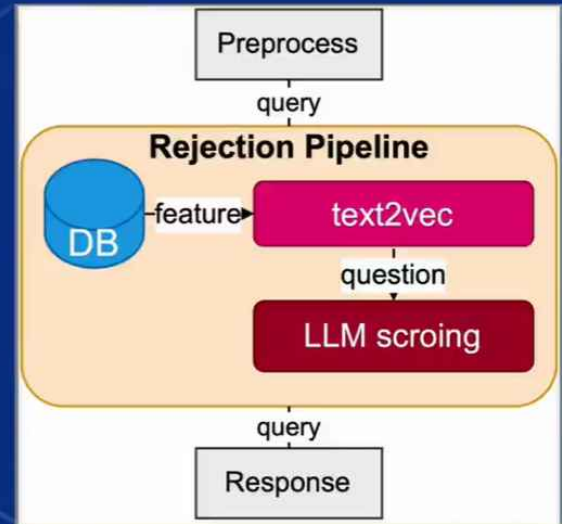 Preprocess
query
Rejection Pipeline
DB
feature
text2vec
question
LLM scroing
query
Response